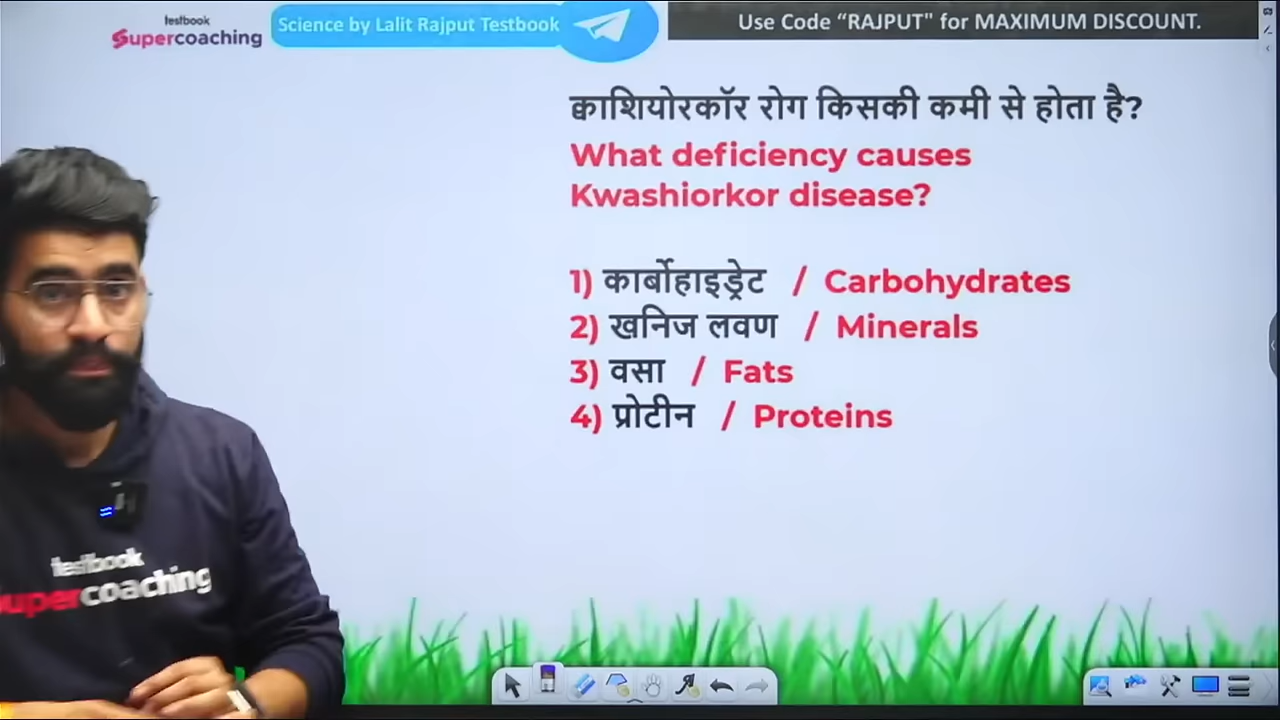 testbook
Supercoaching
Science by Lalit Rajput Testbook
Use Code “RAJPUT" for MAXIMUM DISCOUNT.
क्वाशियोरकॉर रोग किसकी कमी से होता है?
What deficiency causes
Kwashiorkor disease?
1) कार्बोहाइड्रेट / Carbohydrates
2) खनिज लवण / Minerals
3) वसा / Fats
4) प्रोटीन / Proteins
testbook
supercoaching